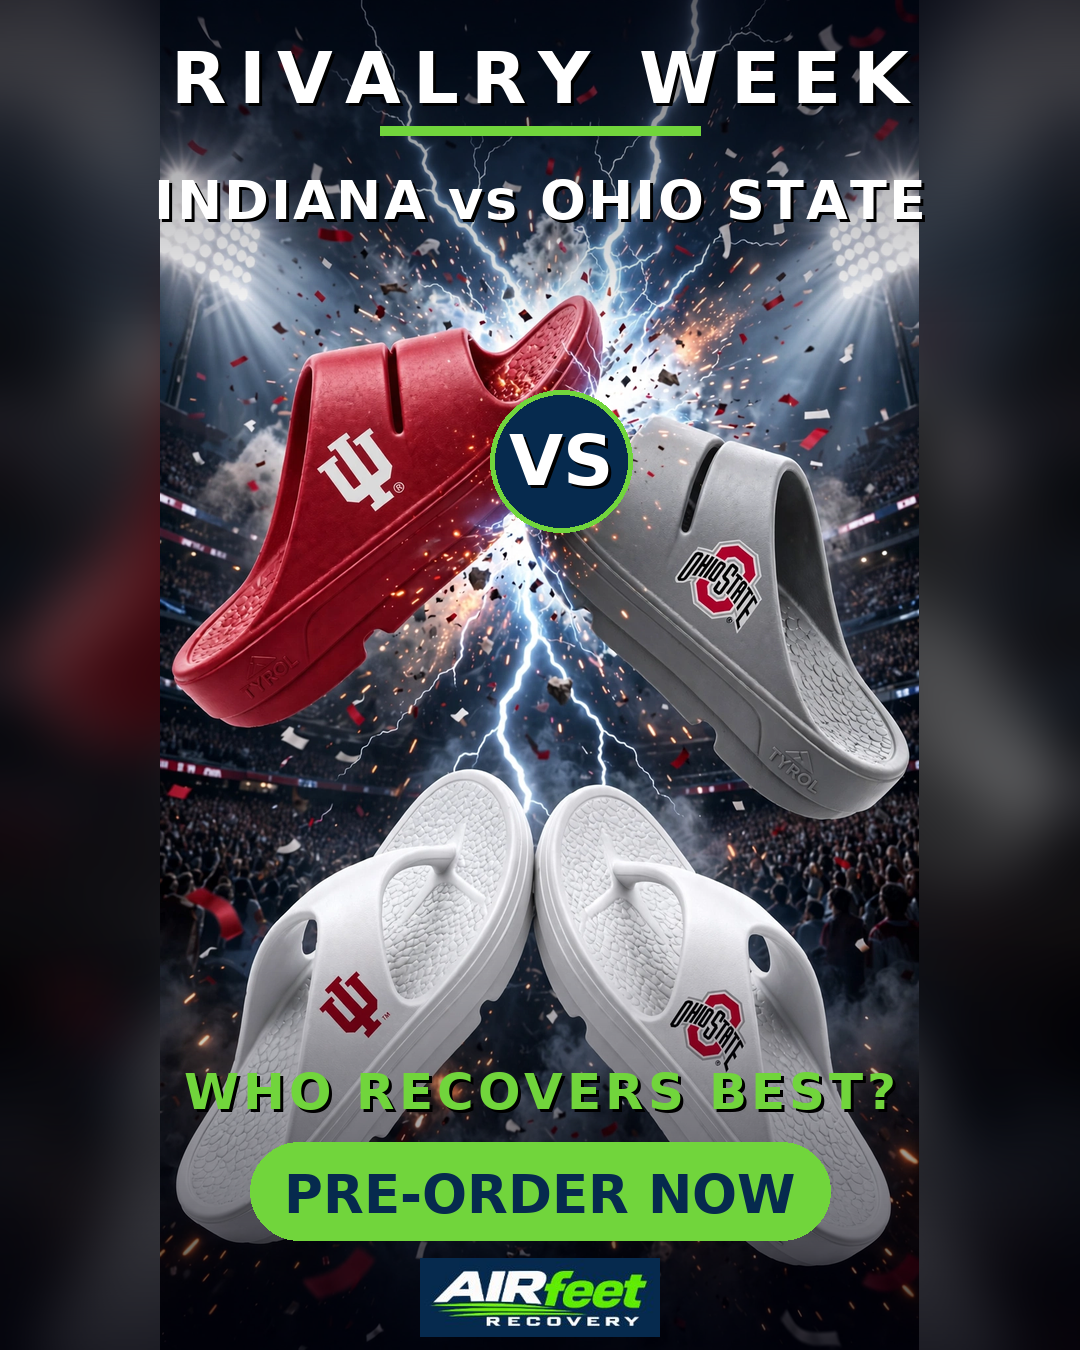 RIVALRY WEEK
INDIANA vs OHIO STATE
VS
®
TYROL
OHIO STATE
®
TYROL
™
OHIO STATE
®
WHO RECOVERS BEST?
PRE-ORDER NOW
AIRfeet
RECOVERY